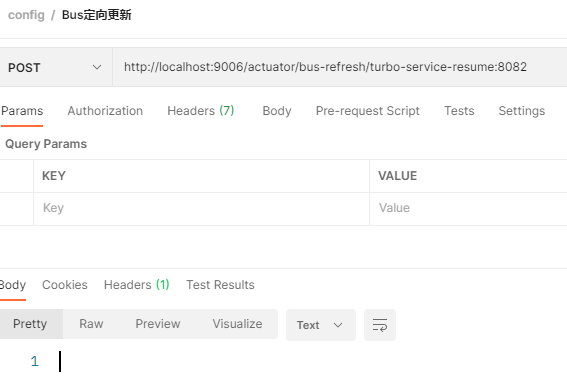 config / Bus定向更新
POST http://localhost:9006/actuator/bus-refresh/turbo-service-resume:8082
Params Authorization Headers (7) Body Pre-request Script Tests Settings
Query Params
KEY VALUE
Key Value
Body Cookies Headers (1) Test Results
Pretty Raw Preview Visualize Text
1